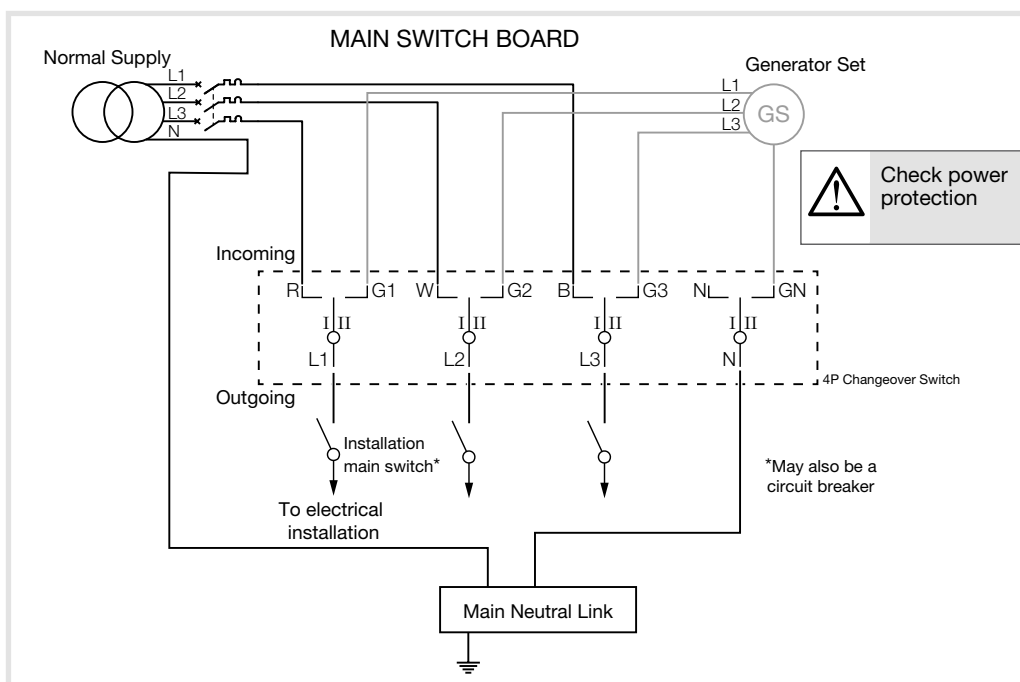 MAIN SWITCH BOARD
Normal Supply
Generator Set
L1
L2
L3
N
L1
L2
L3
GS
Check power
protection
Incoming
R G1 W G2 B G3 N GN
I II I II I II I II
L1 L2 L3 N
4P Changeover Switch
Outgoing
Installation
main switch*
*May also be a
circuit breaker
To electrical
installation
Main Neutral Link